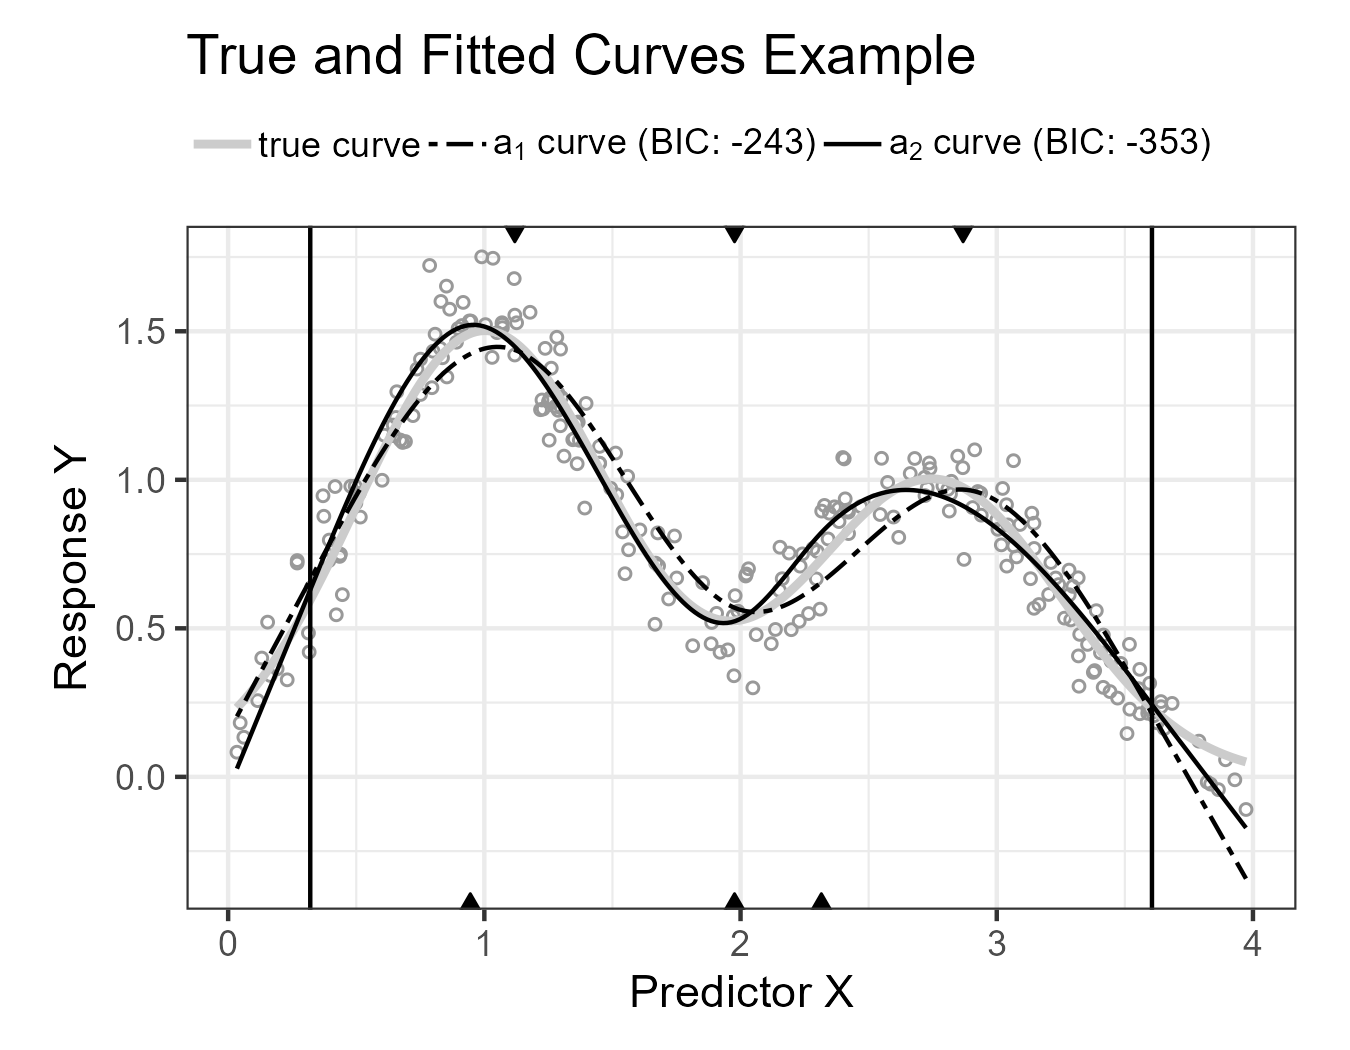 True and Fitted Curves Example
true curve a₁ curve (BIC: -243) a₂ curve (BIC: -353)
Response Y
1.5
1.0
0.5
0.0
0 1 2 3 4
Predictor X